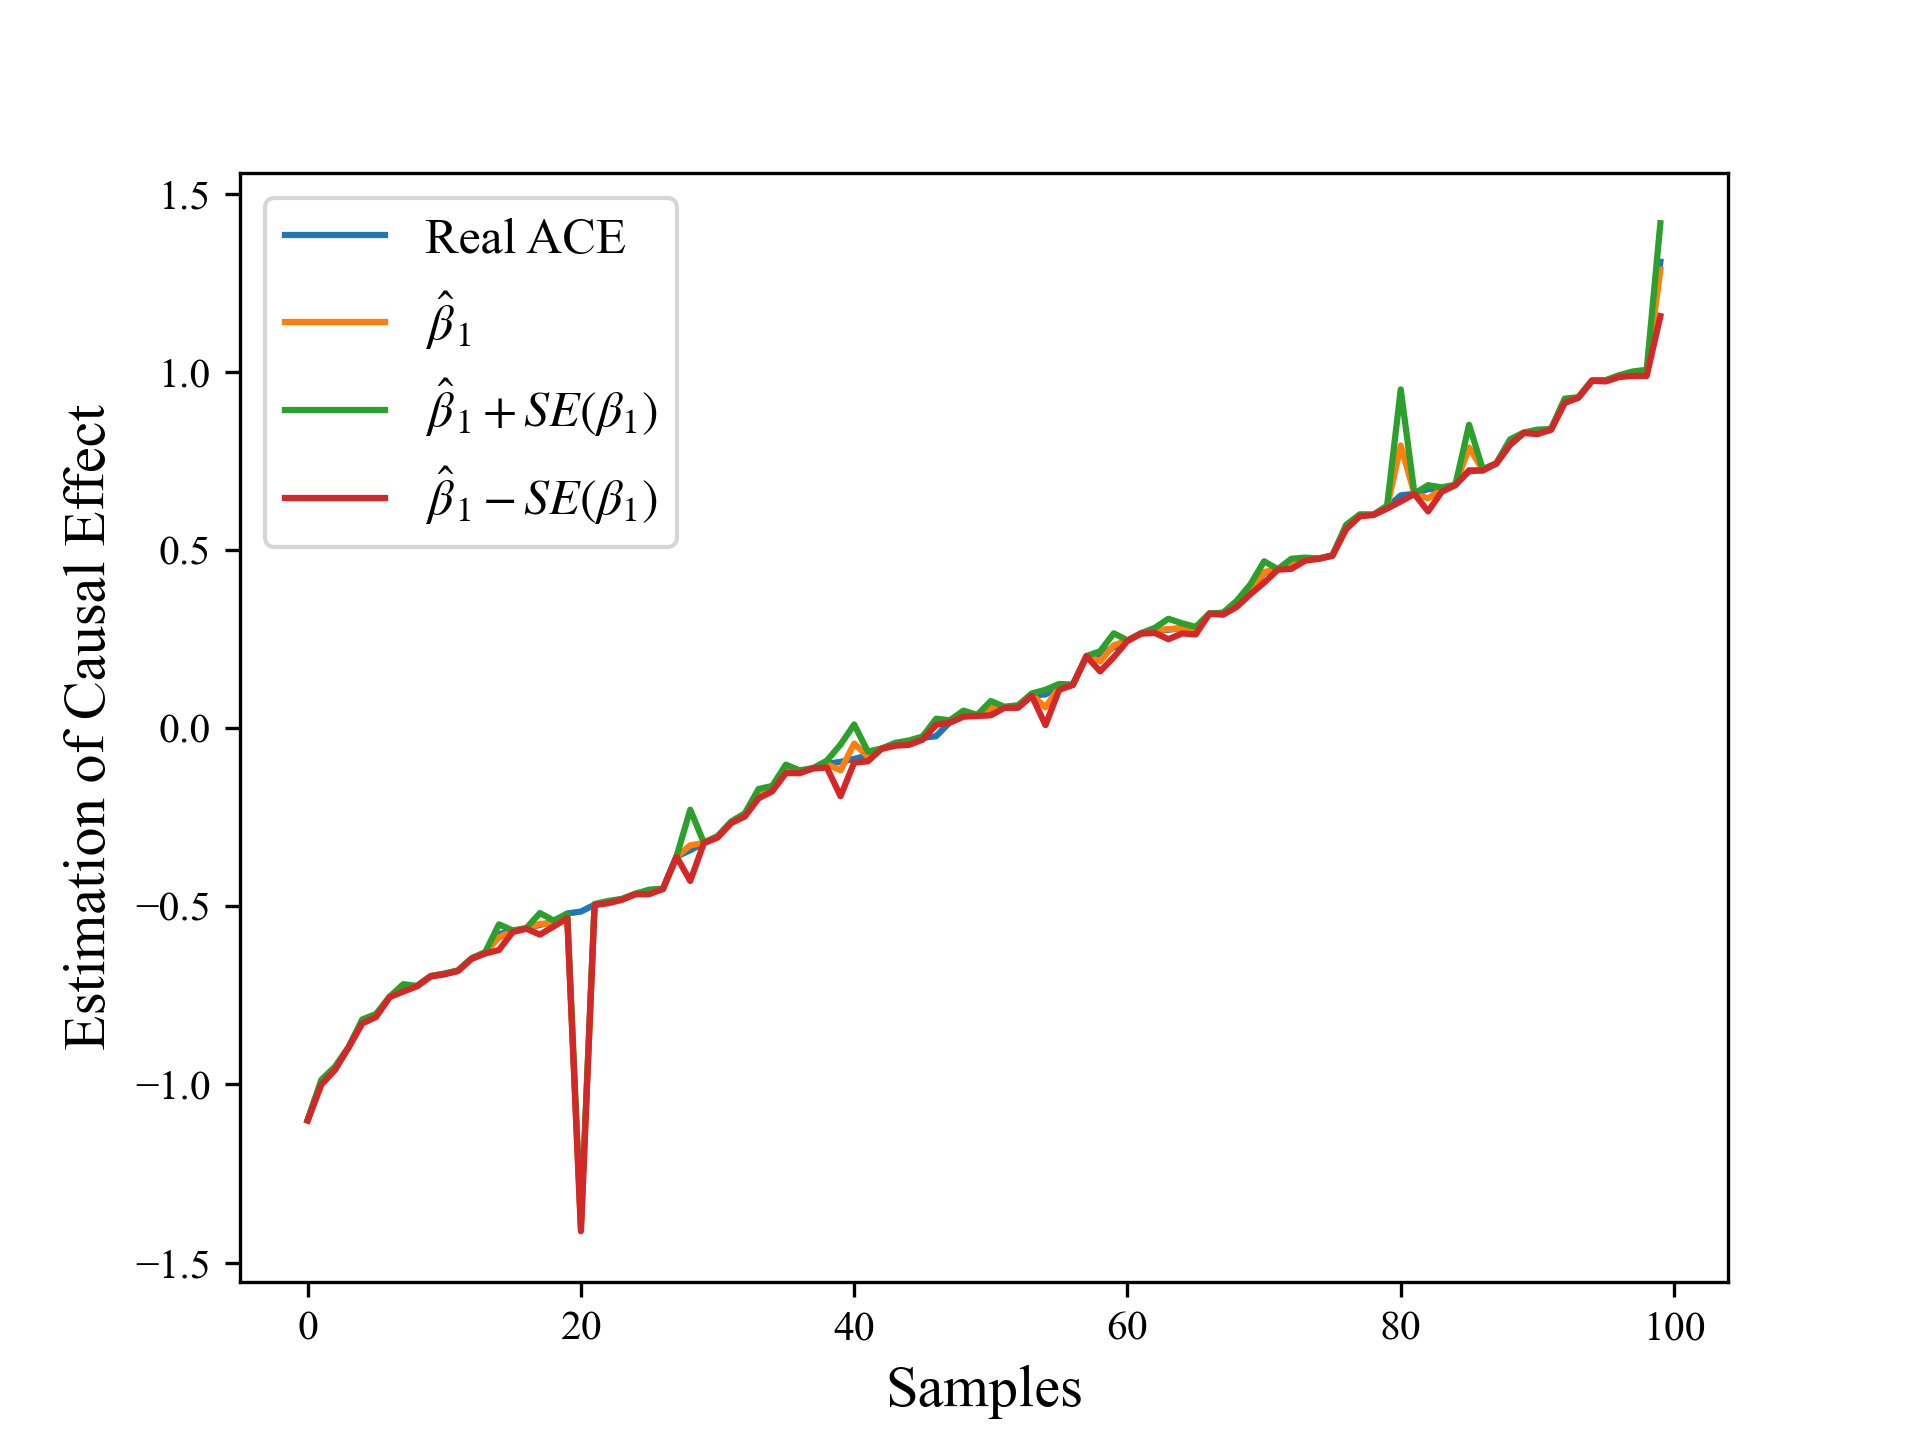 1.5
1.0
0.5
0.0
−0.5
−1.0
−1.5
Estimation of Causal Effect
Real ACE
β̂₁
β̂₁ + SE(β₁)
β̂₁ − SE(β₁)
0 20 40 60 80 100
Samples